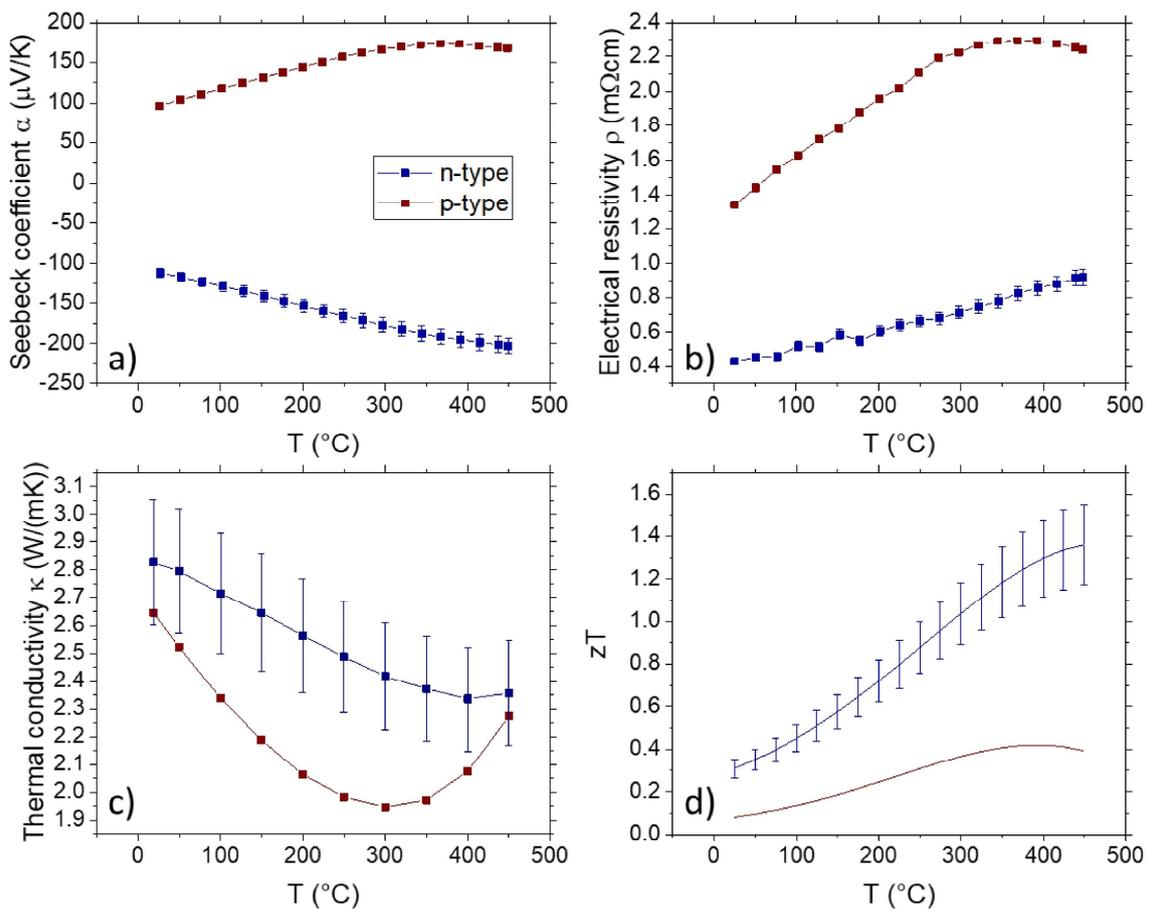 Seebeck coefficient α (μV/K)
200
150
100
50
0
-50
-100
-150
-200
-250
n-type
p-type
a)
0 100 200 300 400 500
T (°C)
Electrical resistivity ρ (mΩcm)
2.4
2.2
2.0
1.8
1.6
1.4
1.2
1.0
0.8
0.6
0.4
b)
0 100 200 300 400 500
T (°C)
Thermal conductivity κ (W/(mK))
3.1
3.0
2.9
2.8
2.7
2.6
2.5
2.4
2.3
2.2
2.1
2.0
1.9
c)
0 100 200 300 400 500
T (°C)
zT
1.6
1.4
1.2
1.0
0.8
0.6
0.4
0.2
0.0
d)
0 100 200 300 400 500
T (°C)